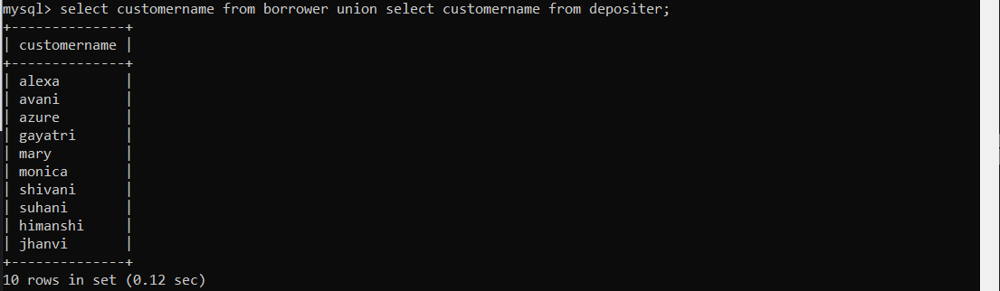 mysql> select customername from borrower union select customername from depositer;
+--------------+
| customername |
+--------------+
| alexa        |
| avani        |
| azure        |
| gayatri      |
| mary         |
| monica       |
| shivani      |
| suhani       |
| himanshi     |
| jhanvi       |
+--------------+
10 rows in set (0.12 sec)